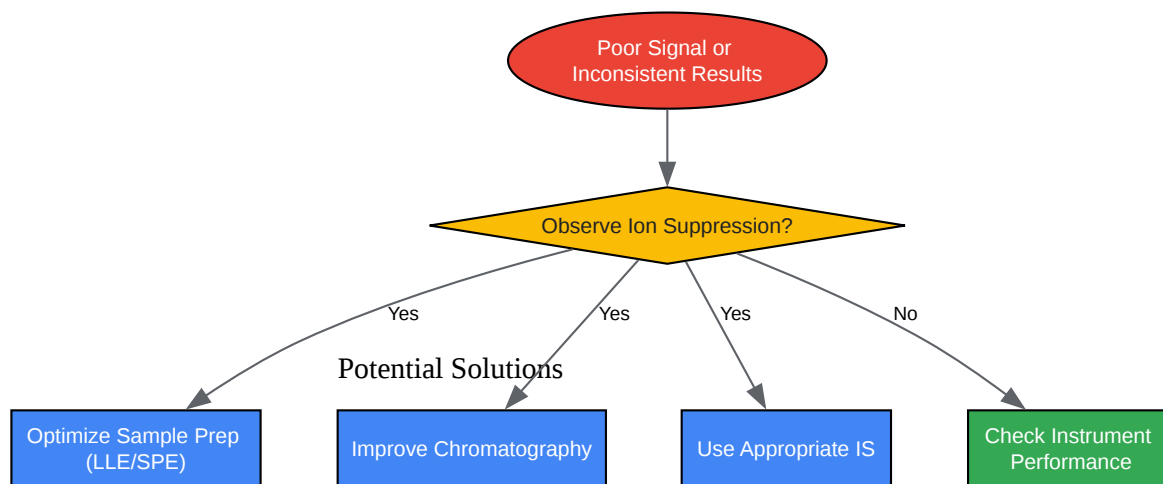 Poor Signal or
Inconsistent Results
Observe Ion Suppression?
Yes
Yes
Yes
No
Potential Solutions
Optimize Sample Prep
(LLE/SPE)
Improve Chromatography
Use Appropriate IS
Check Instrument
Performance